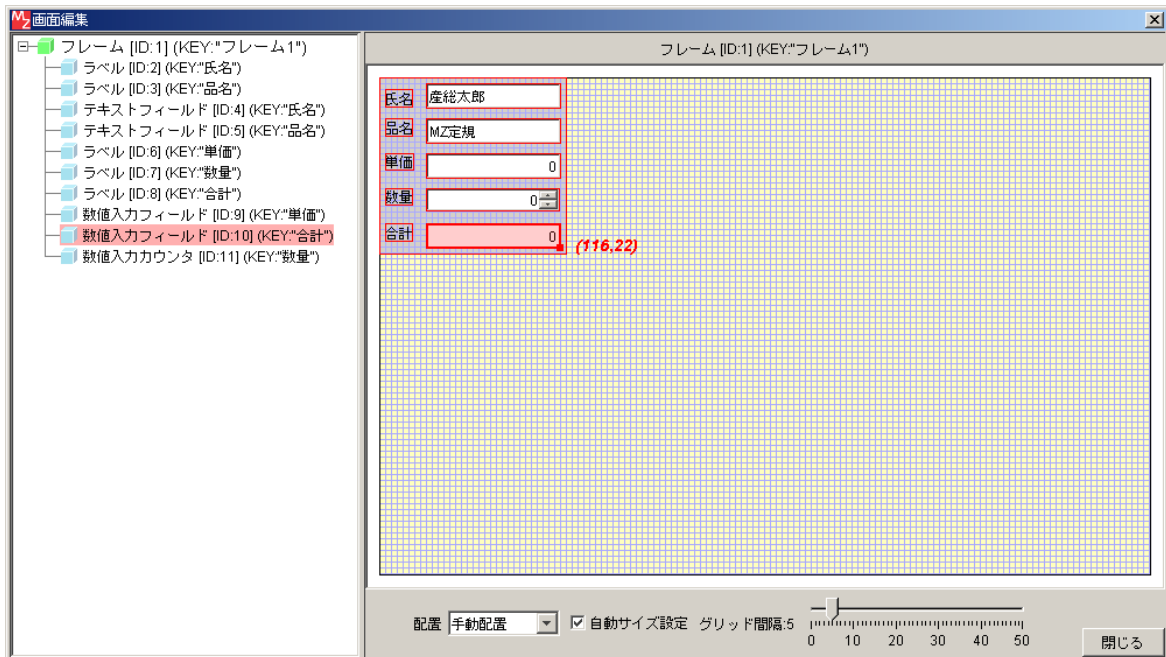 MZ 画面編集
フレーム [ID:1] (KEY:"フレーム1")
ラベル [ID:2] (KEY:"氏名")
ラベル [ID:3] (KEY:"品名")
テキストフィールド [ID:4] (KEY:"氏名")
テキストフィールド [ID:5] (KEY:"品名")
ラベル [ID:6] (KEY:"単価")
ラベル [ID:7] (KEY:"数量")
ラベル [ID:8] (KEY:"合計")
数値入力フィールド [ID:9] (KEY:"単価")
数値入力フィールド [ID:10] (KEY:"合計")
数値入力カウンタ [ID:11] (KEY:"数量")
フレーム [ID:1] (KEY:"フレーム1")
氏名 産総太郎
品名 MZ定規
単価 0
数量 0
合計 0
(116,22)
配置 手動配置 自動サイズ設定 グリッド間隔:5
0 10 20 30 40 50
閉じる